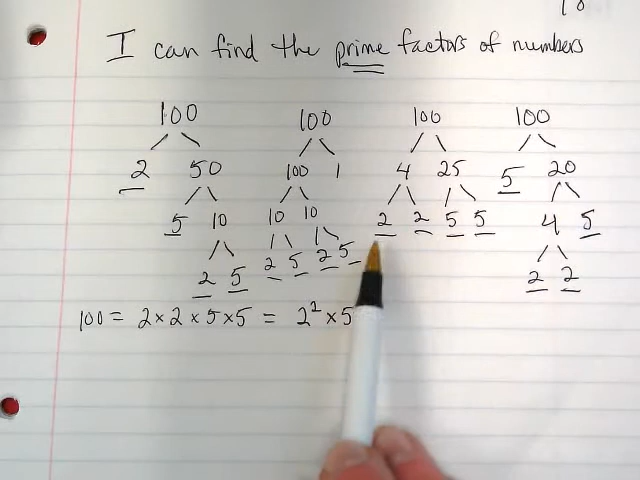 I can find the prime factors of numbers
100 100 100 100
2 50 100 1 4 25 5 20
5 10 10 10 2 2 5 5 4 5
2 5 2 5 2 5 2 2
100 = 2 × 2 × 5 × 5 = 2² × 5